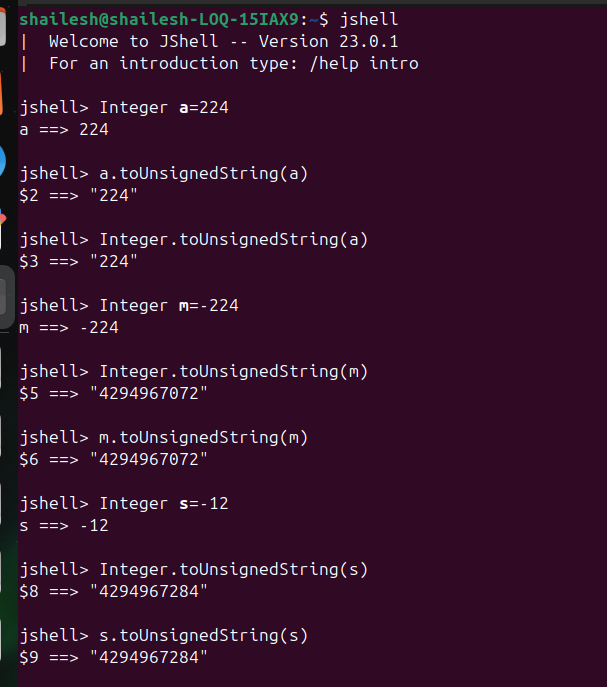 shailesh@shailesh-LOQ-15IAX9:~$ jshell
|  Welcome to JShell -- Version 23.0.1
|  For an introduction type: /help intro
jshell> Integer a=224
a ==> 224
jshell> a.toUnsignedString(a)
$2 ==> "224"
jshell> Integer.toUnsignedString(a)
$3 ==> "224"
jshell> Integer m=-224
m ==> -224
jshell> Integer.toUnsignedString(m)
$5 ==> "4294967072"
jshell> m.toUnsignedString(m)
$6 ==> "4294967072"
jshell> Integer s=-12
s ==> -12
jshell> Integer.toUnsignedString(s)
$8 ==> "4294967284"
jshell> s.toUnsignedString(s)
$9 ==> "4294967284"